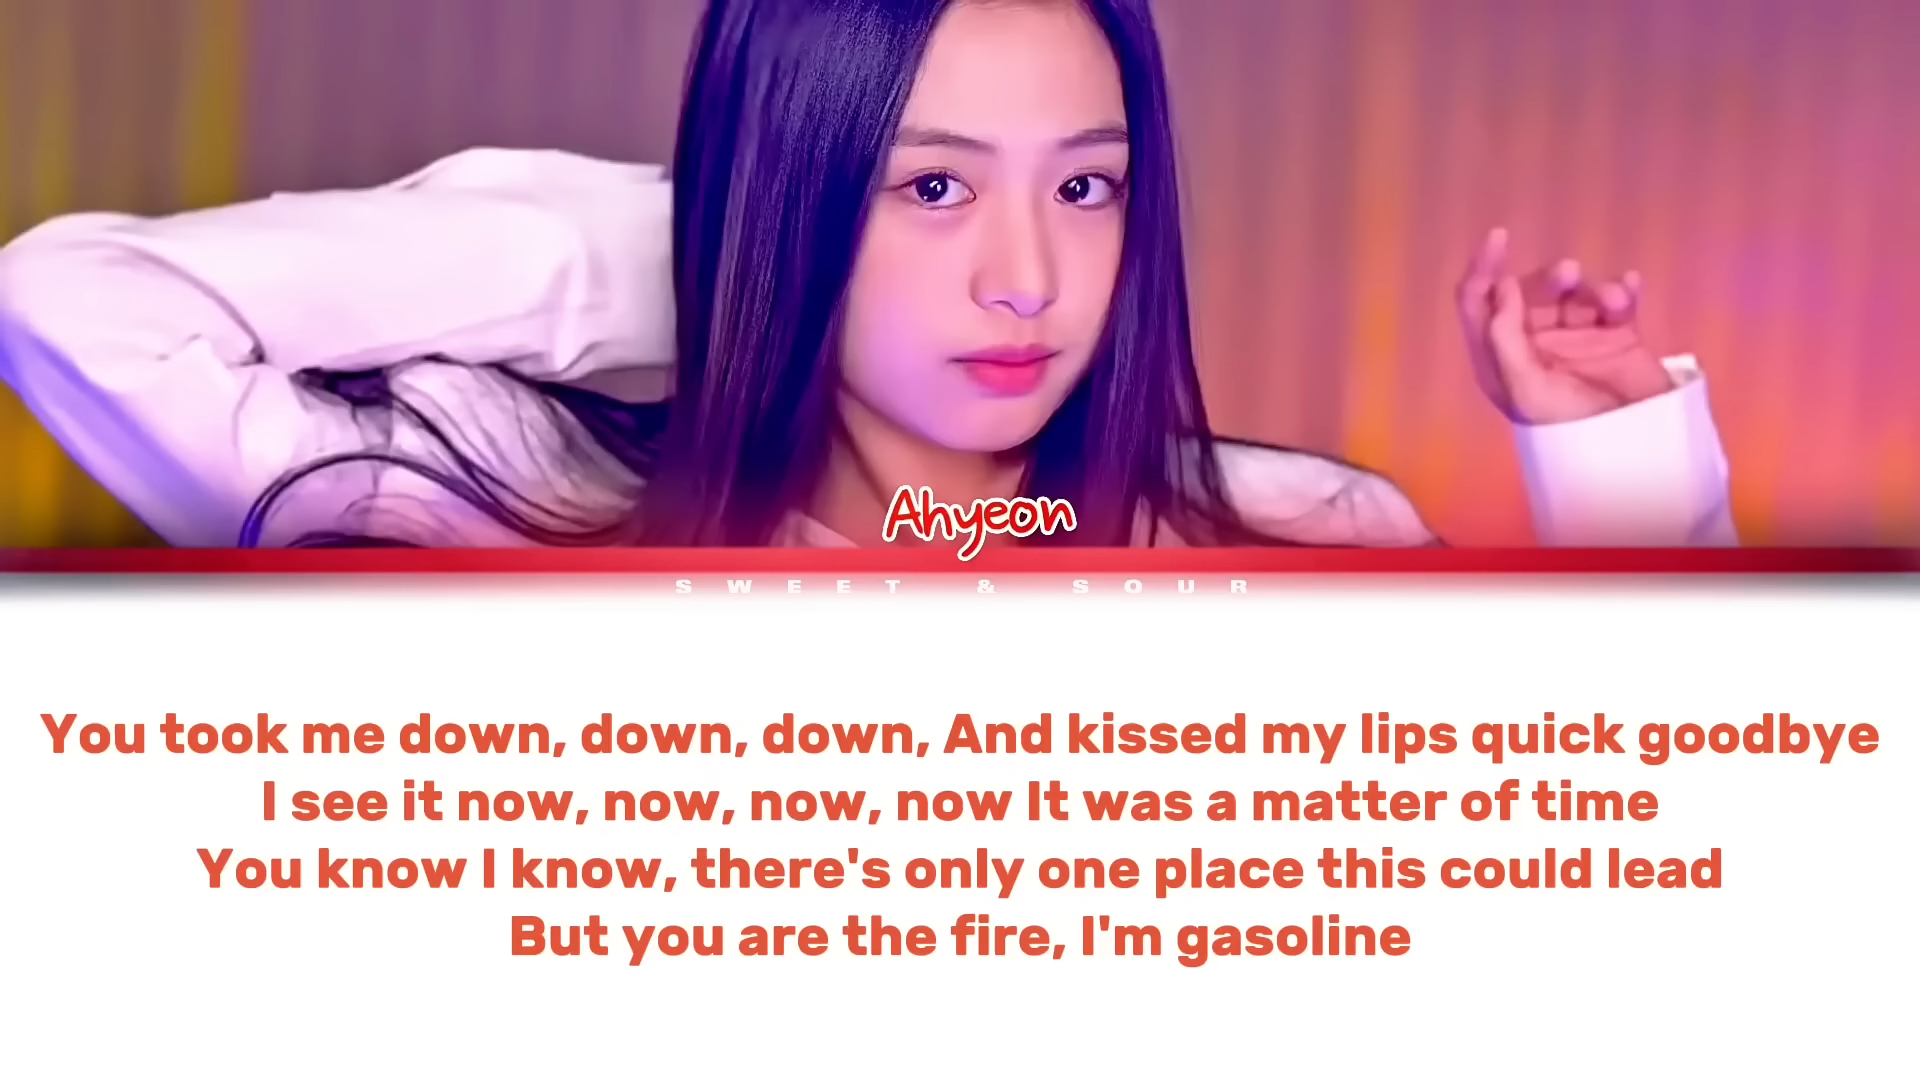 Ahyeon
SWEET & SOUR
You took me down, down, down, And kissed my lips quick goodbye
I see it now, now, now, now It was a matter of time
You know I know, there's only one place this could lead
But you are the fire, I'm gasoline